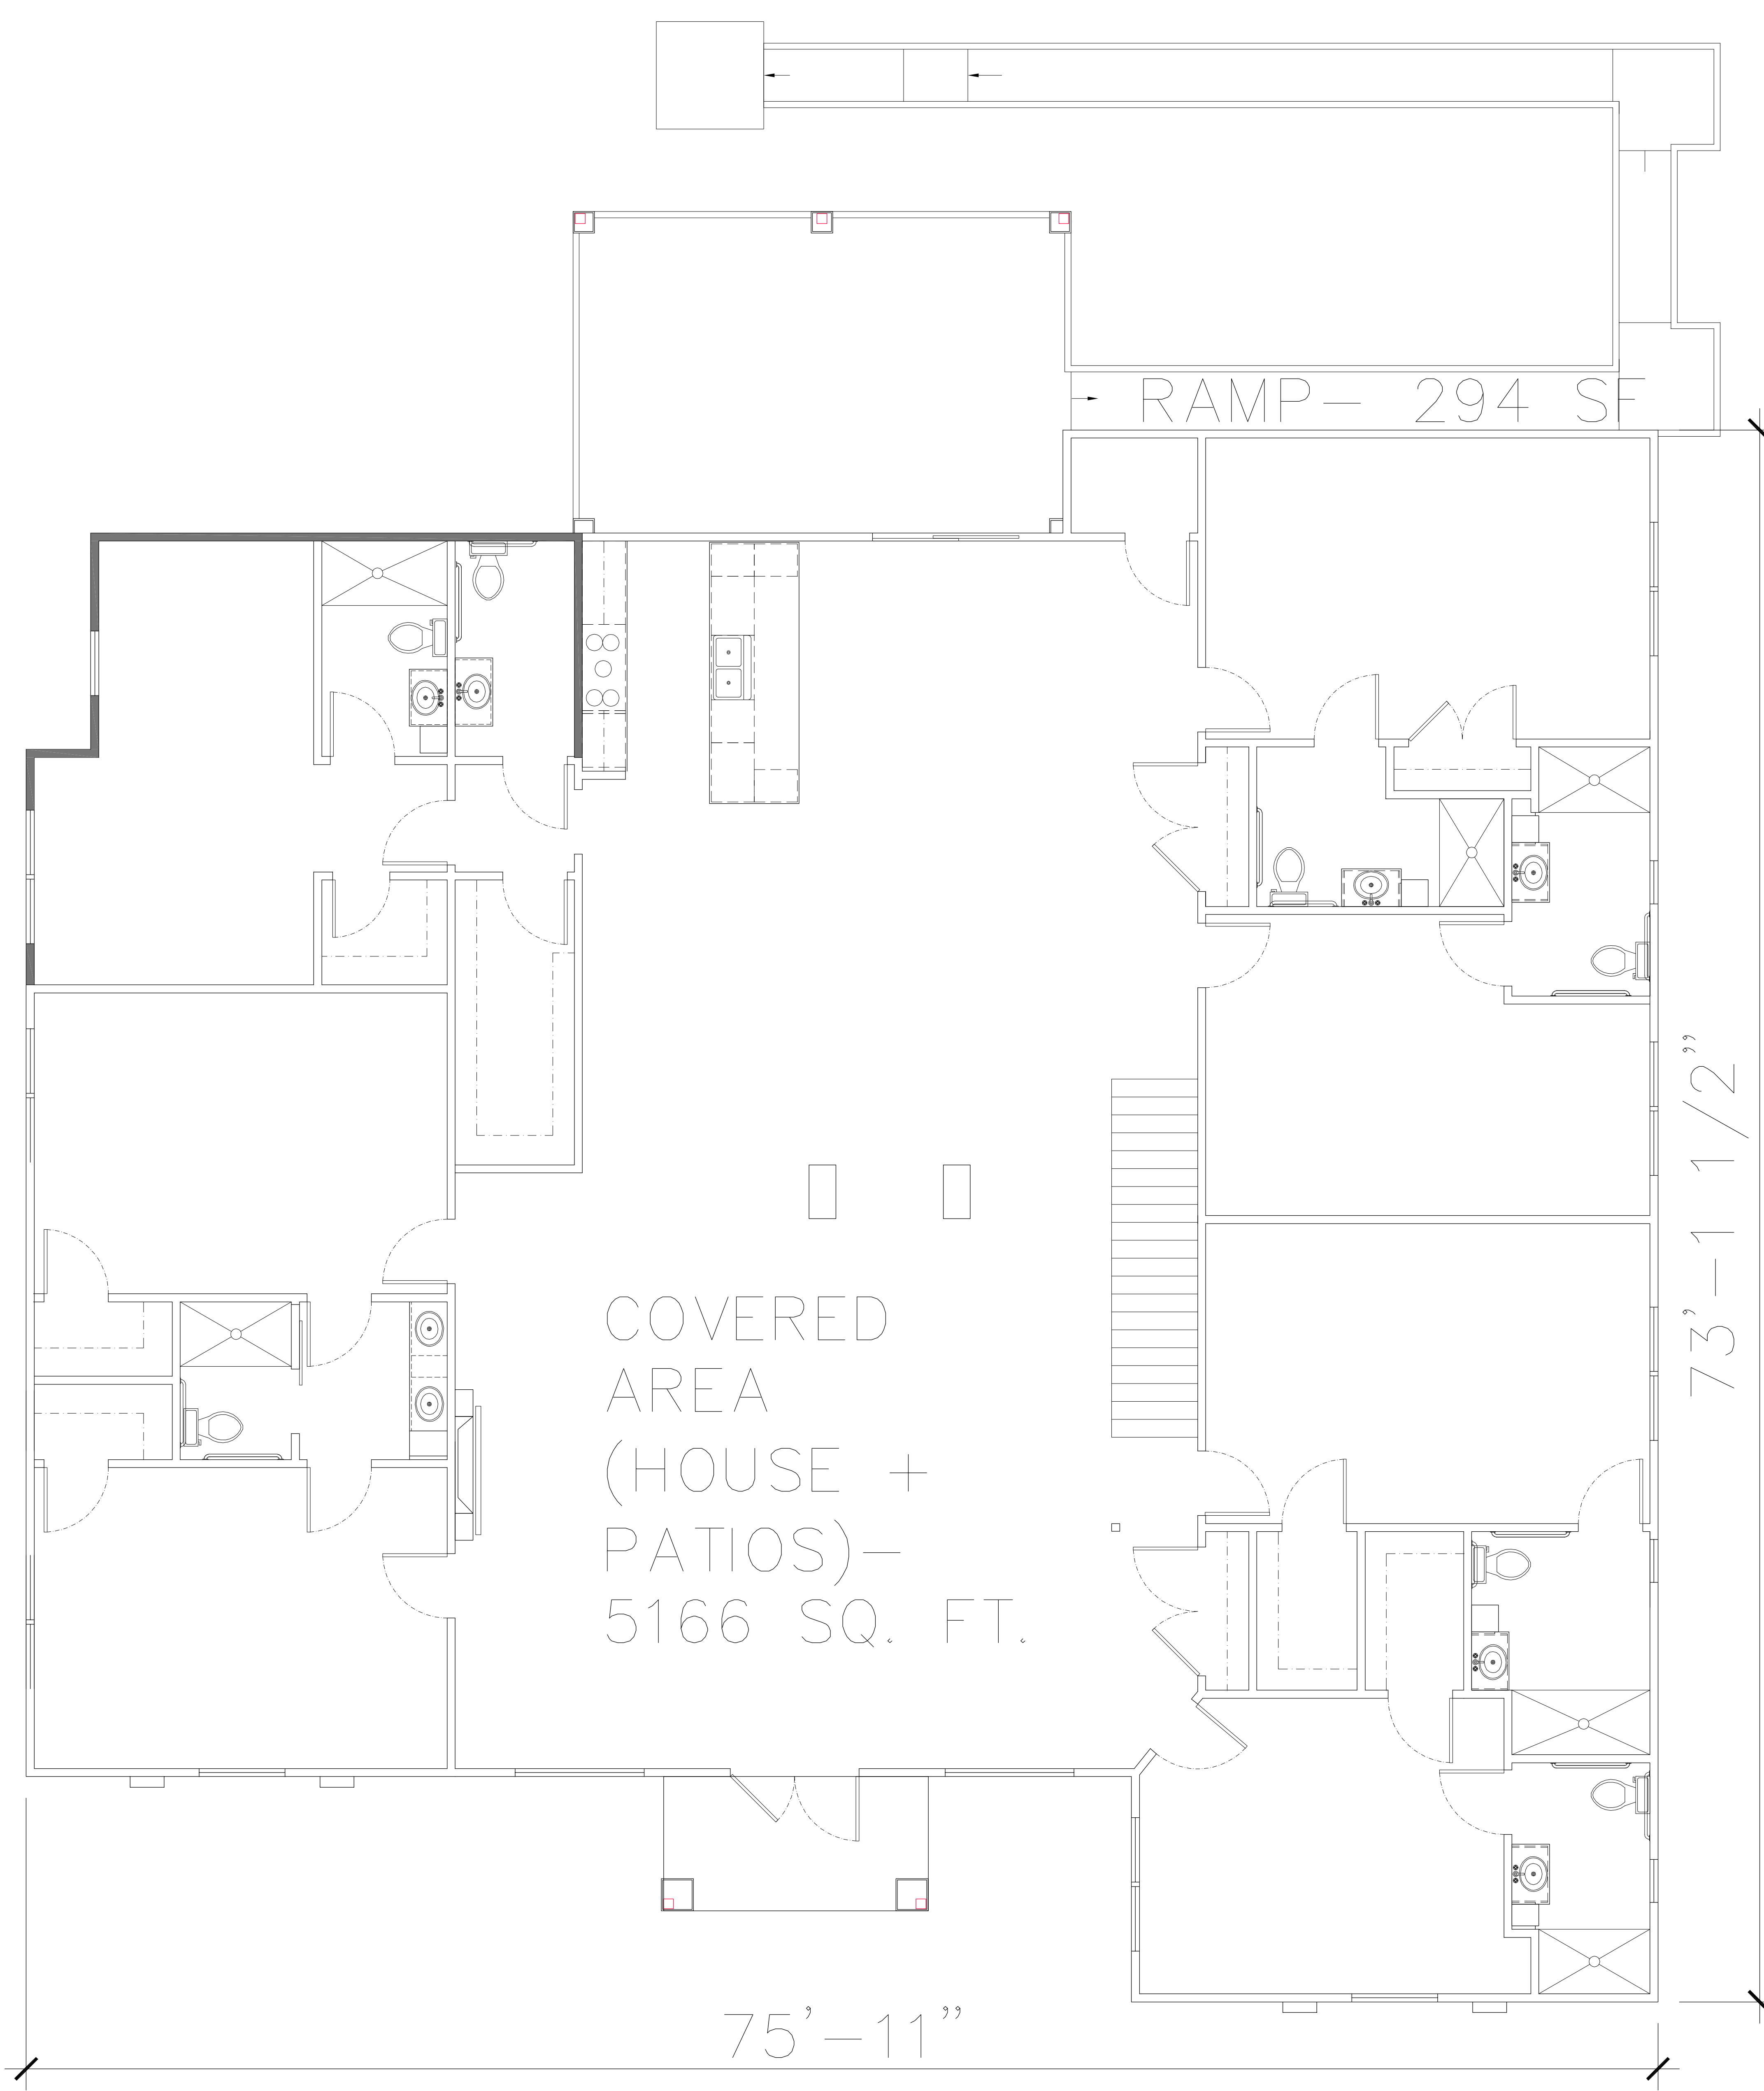 RAMP- 294 SF
73'-1 1/2"
COVERED
AREA
(HOUSE +
PATIOS)-
5166 SQ. FT.
75'-11"